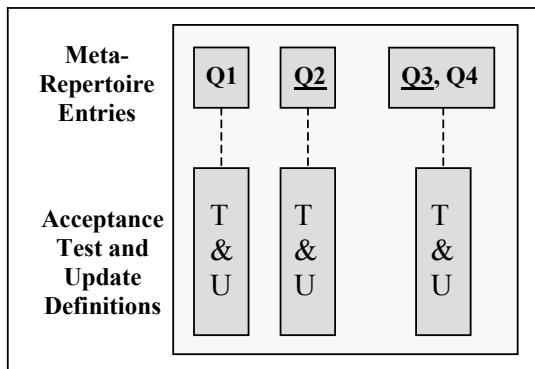 Meta-
Repertoire
Entries
Q1
Q2
Q3, Q4
Acceptance
Test and
Update
Definitions
T
&
U
T
&
U
T
&
U